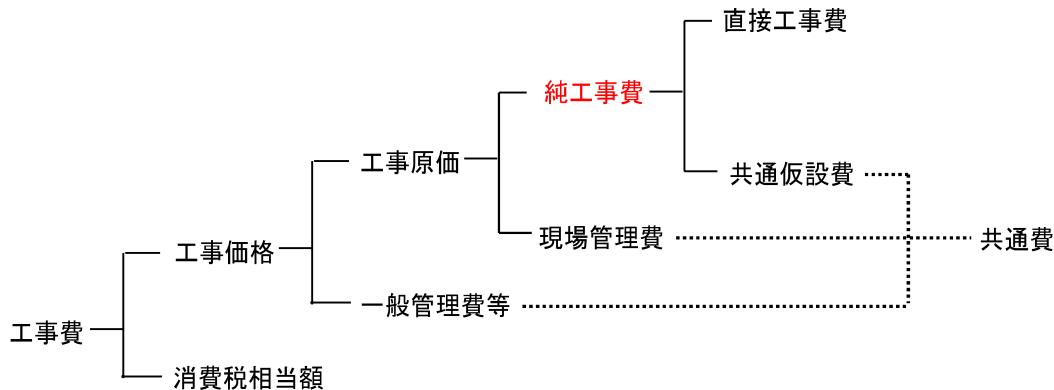 直接工事費
純工事費
工事原価
共通仮設費
現場管理費
共通費
工事価格
一般管理費等
工事費
消費税相当額